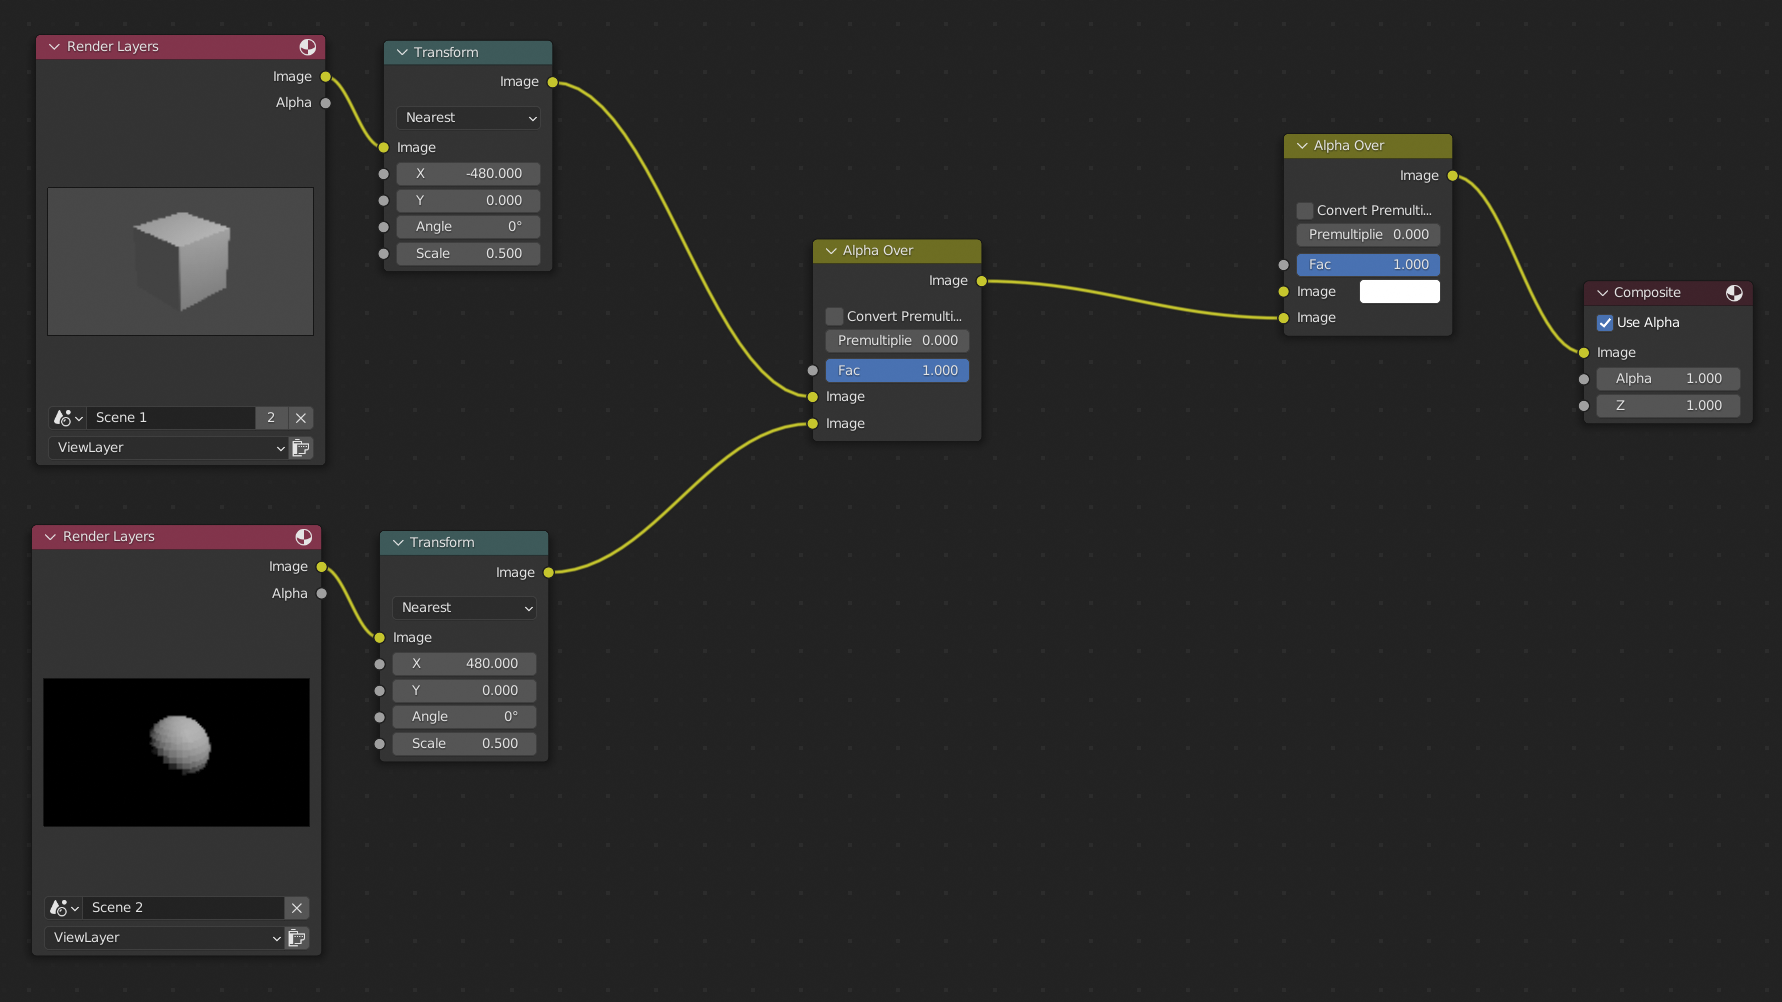 Render Layers
Image
Alpha
Scene 1
2
ViewLayer
Transform
Image
Nearest
Image
X -480.000
Y 0.000
Angle 0°
Scale 0.500
Render Layers
Image
Alpha
Scene 2
ViewLayer
Transform
Image
Nearest
Image
X 480.000
Y 0.000
Angle 0°
Scale 0.500
Alpha Over
Image
Convert Premulti...
Premultiplie 0.000
Fac 1.000
Image
Image
Alpha Over
Image
Convert Premulti...
Premultiplie 0.000
Fac 1.000
Image
Image
Composite
Use Alpha
Image
Alpha 1.000
Z 1.000